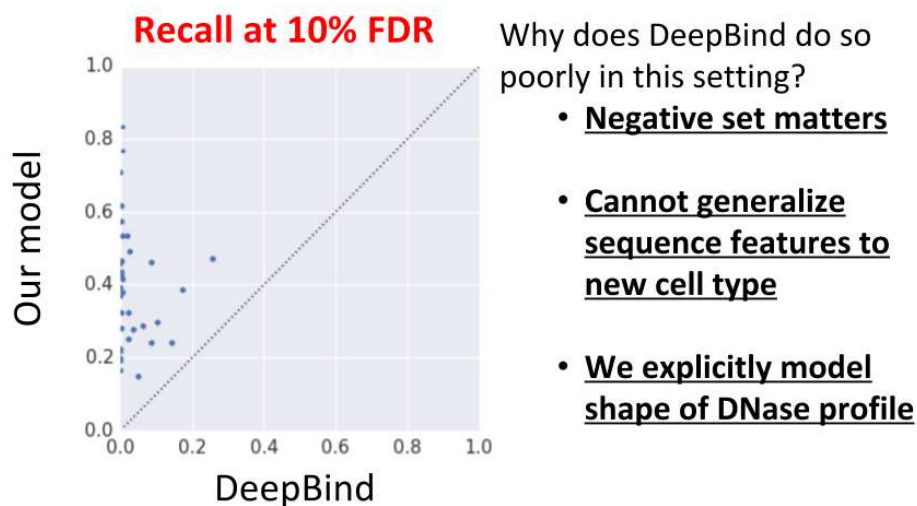 Recall at 10% FDR
1.0
0.8
0.6
0.4
0.2
0.0
0.0 0.2 0.4 0.6 0.8 1.0
Our model
DeepBind
Why does DeepBind do so
poorly in this setting?
• Negative set matters
• Cannot generalize
sequence features to
new cell type
• We explicitly model
shape of DNase profile